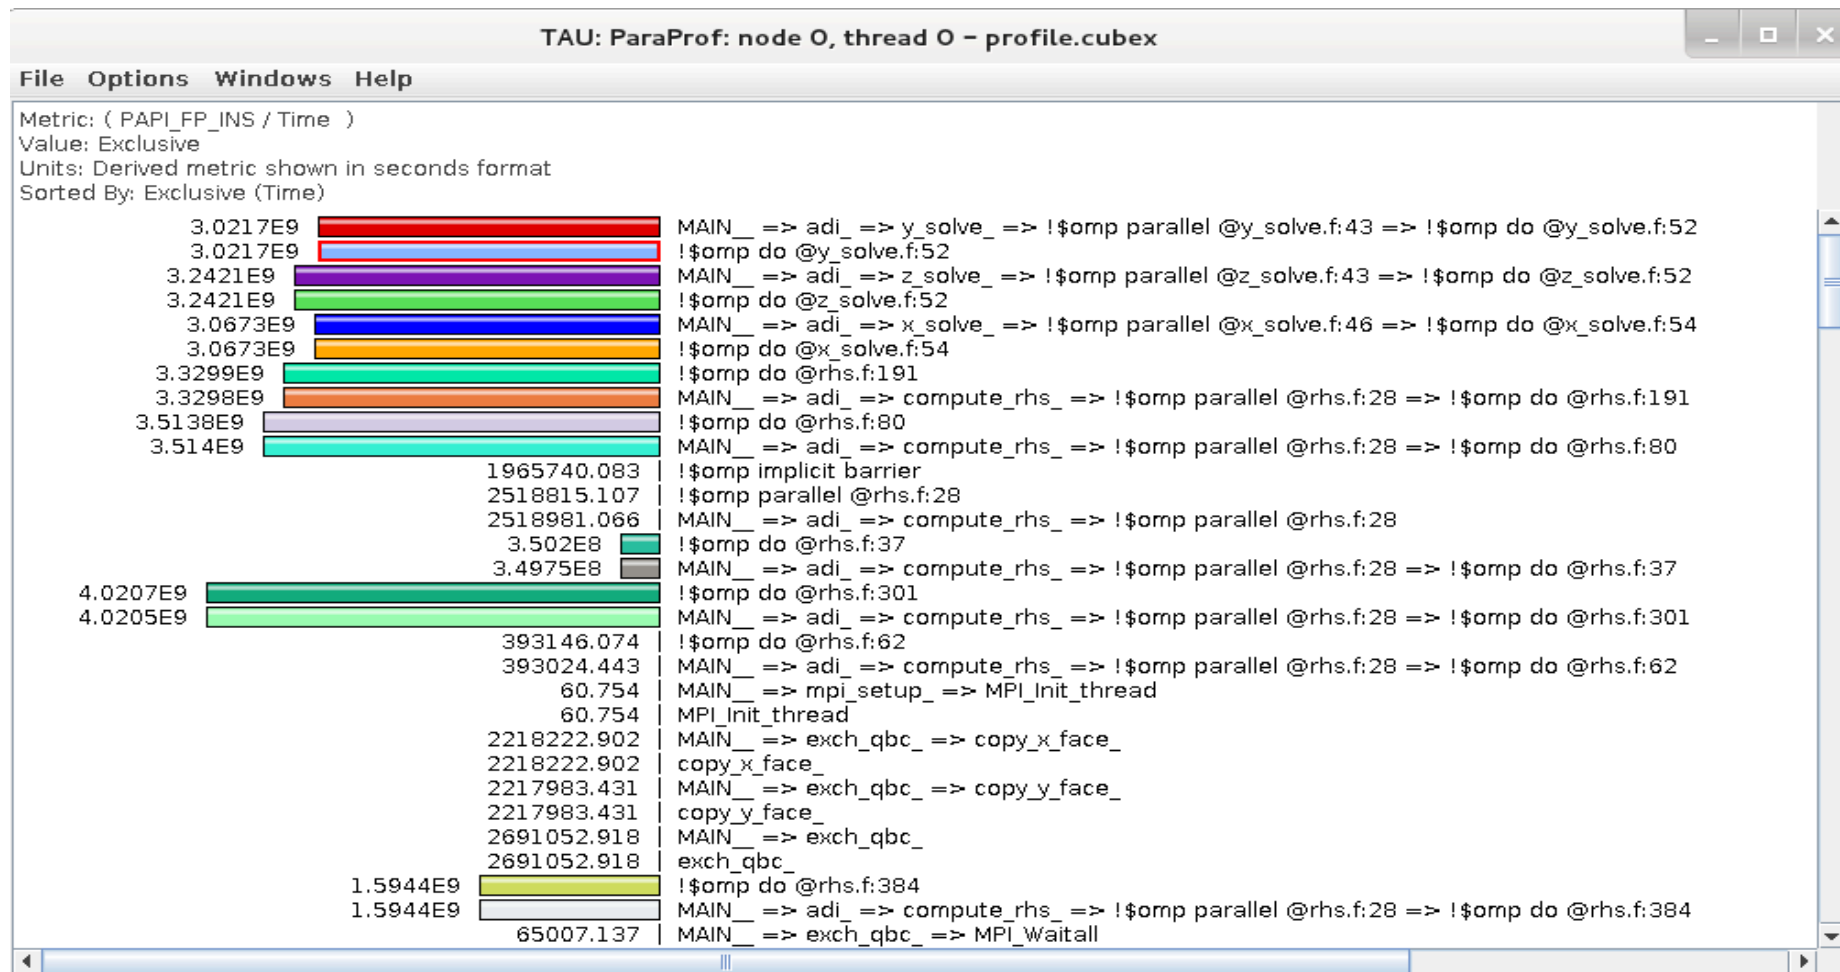 TAU: ParaProf: node 0, thread 0 – profile.cubex
File Options Windows Help
Metric: ( PAPI_FP_INS / Time )
Value: Exclusive
Units: Derived metric shown in seconds format
Sorted By: Exclusive (Time)
3.0217E9 MAIN__ => adi_ => y_solve_ => !$omp parallel @y_solve.f:43 => !$omp do @y_solve.f:52
3.0217E9 !$omp do @y_solve.f:52
3.2421E9 MAIN__ => adi_ => z_solve_ => !$omp parallel @z_solve.f:43 => !$omp do @z_solve.f:52
3.2421E9 !$omp do @z_solve.f:52
3.0673E9 MAIN__ => adi_ => x_solve_ => !$omp parallel @x_solve.f:46 => !$omp do @x_solve.f:54
3.0673E9 !$omp do @x_solve.f:54
3.3299E9 !$omp do @rhs.f:191
3.3298E9 MAIN__ => adi_ => compute_rhs_ => !$omp parallel @rhs.f:28 => !$omp do @rhs.f:191
3.5138E9 !$omp do @rhs.f:80
3.514E9 MAIN__ => adi_ => compute_rhs_ => !$omp parallel @rhs.f:28 => !$omp do @rhs.f:80
1965740.083 !$omp implicit barrier
2518815.107 !$omp parallel @rhs.f:28
2518981.066 MAIN__ => adi_ => compute_rhs_ => !$omp parallel @rhs.f:28
3.502E8 !$omp do @rhs.f:37
3.4975E8 MAIN__ => adi_ => compute_rhs_ => !$omp parallel @rhs.f:28 => !$omp do @rhs.f:37
4.0207E9 !$omp do @rhs.f:301
4.0205E9 MAIN__ => adi_ => compute_rhs_ => !$omp parallel @rhs.f:28 => !$omp do @rhs.f:301
393146.074 !$omp do @rhs.f:62
393024.443 MAIN__ => adi_ => compute_rhs_ => !$omp parallel @rhs.f:28 => !$omp do @rhs.f:62
60.754 MAIN__ => mpi_setup_ => MPI_Init_thread
60.754 MPI_Init_thread
2218222.902 MAIN__ => exch_qbc_ => copy_x_face_
2218222.902 copy_x_face_
2217983.431 MAIN__ => exch_qbc_ => copy_y_face_
2217983.431 copy_y_face_
2691052.918 MAIN__ => exch_qbc_
2691052.918 exch_qbc_
1.5944E9 !$omp do @rhs.f:384
1.5944E9 MAIN__ => adi_ => compute_rhs_ => !$omp parallel @rhs.f:28 => !$omp do @rhs.f:384
65007.137 MAIN__ => exch_qbc_ => MPI_Waitall